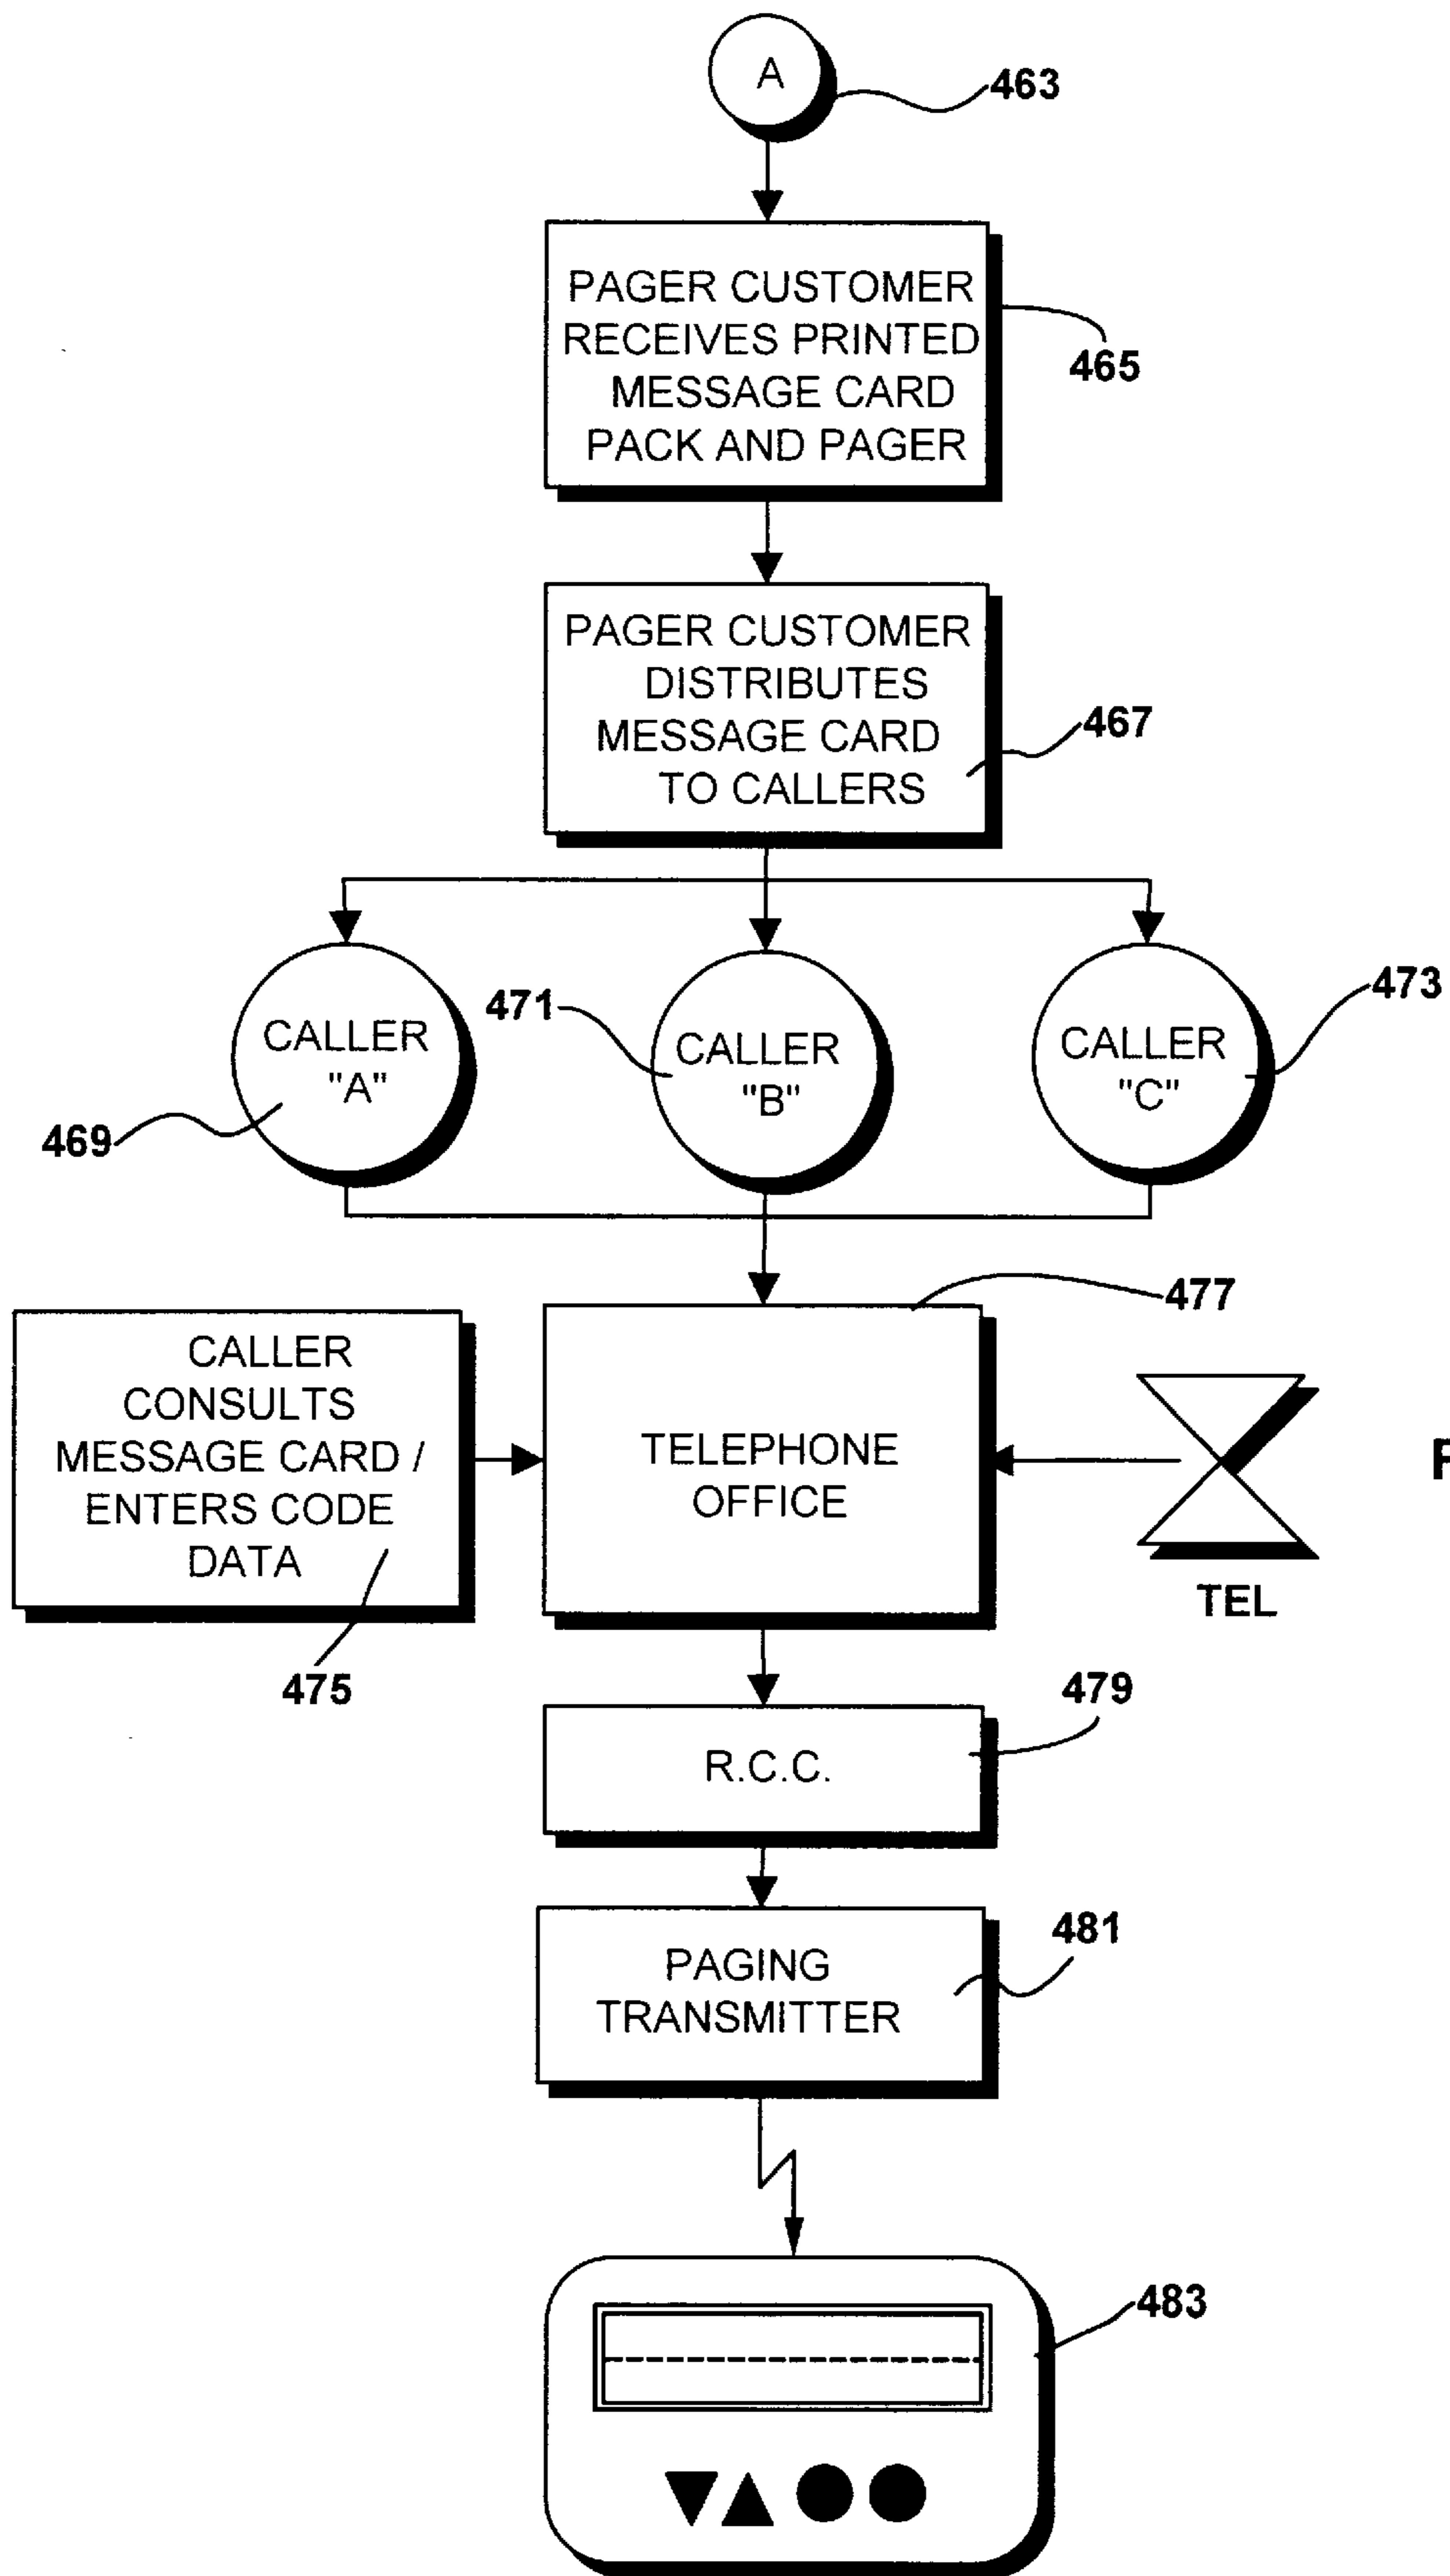 A
463
PAGER CUSTOMER
RECEIVES PRINTED
MESSAGE CARD
PACK AND PAGER
465
PAGER CUSTOMER
DISTRIBUTES
MESSAGE CARD
TO CALLERS
467
CALLER
"A"
469
471
CALLER
"B"
CALLER
"C"
473
CALLER
CONSULTS
MESSAGE CARD /
ENTERS CODE
DATA
475
TELEPHONE
OFFICE
477
TEL
R.C.C.
479
PAGING
TRANSMITTER
481
483